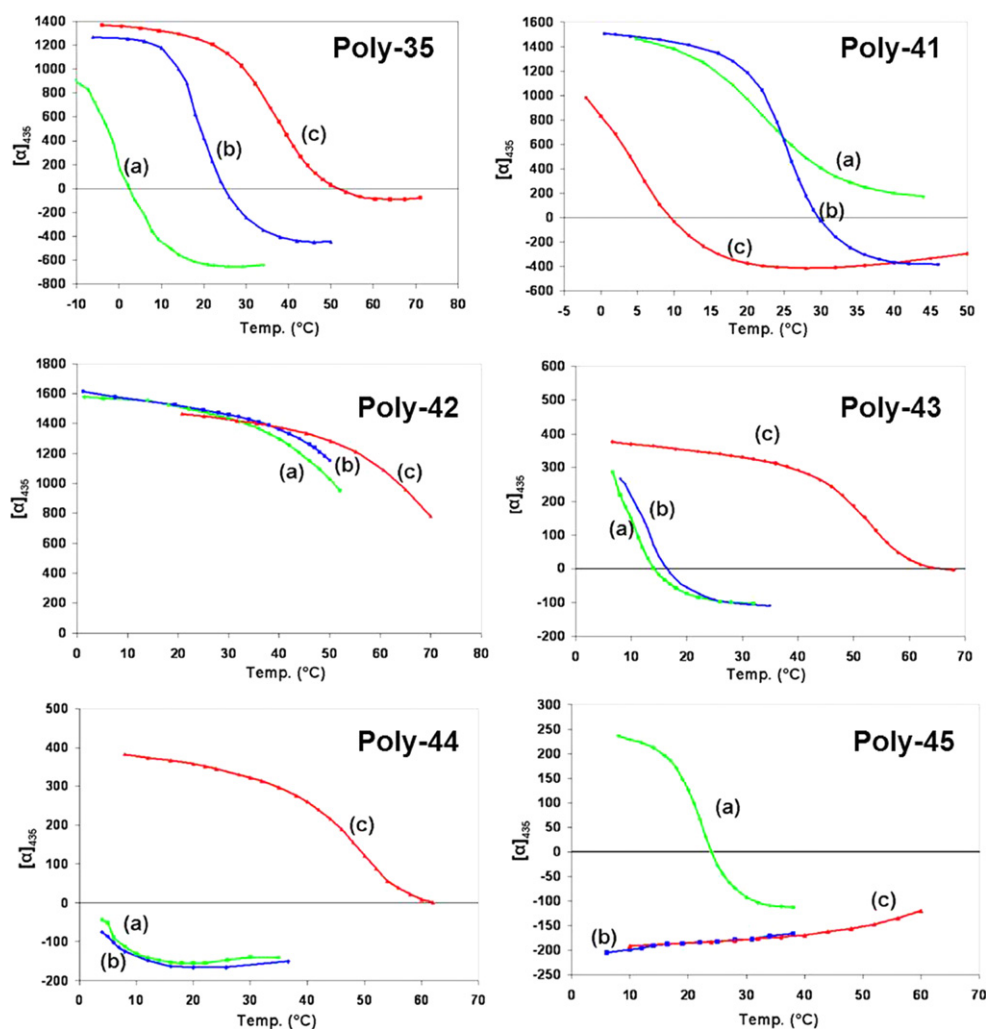 Poly-35
1400
1200
1000
800
600
400
200
0
-200
-400
-600
-800
[α]435
(a)
(b)
(c)
-10 0 10 20 30 40 50 60 70 80
Temp. (°C)
Poly-41
1600
1400
1200
1000
800
600
400
200
0
-200
-400
-600
[α]435
(a)
(b)
(c)
-5 0 5 10 15 20 25 30 35 41 45 50
Temp. (°C)
Poly-42
1800
1600
1400
1200
1000
800
600
400
200
0
[α]435
(a)
(b)
(c)
0 10 20 30 40 50 60 70 80
Temp. (°C)
Poly-43
600
500
400
300
200
100
0
-100
-200
[α]435
(c)
(b)
(a)
0 10 20 30 40 50 60 70
Temp. (°C)
Poly-44
500
400
300
200
100
0
-100
-200
[α]435
(c)
(a)
(b)
0 10 20 30 40 50 60 70
Temp. (°C)
Poly-45
300
250
200
150
100
50
0
-50
-100
-150
-200
-250
[α]435
(a)
(c)
(b)
0 10 20 30 40 50 60 70
Temp. (°C)